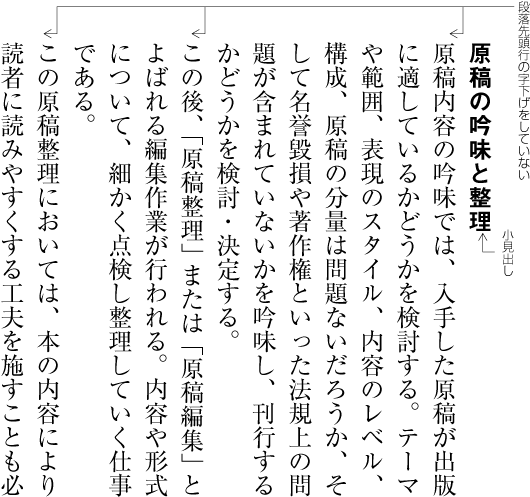 段落先頭行の字下げをしていない
小見出し
原稿の吟味と整理
原稿内容の吟味では、入手した原稿が出版
に適しているかどうかを検討する。テーマ
や範囲、表現のスタイル、内容のレベル、
構成、原稿の分量は問題ないだろうか、そ
して名誉毀損や著作権といった法規上の問
題が含まれていないかを吟味し、刊行する
かどうかを検討・決定する。
この後、「原稿整理」または「原稿編集」と
よばれる編集作業が行われる。内容や形式
について、細かく点検し整理していく仕事
である。
この原稿整理においては、本の内容により
読者に読みやすくする工夫を施すことも必